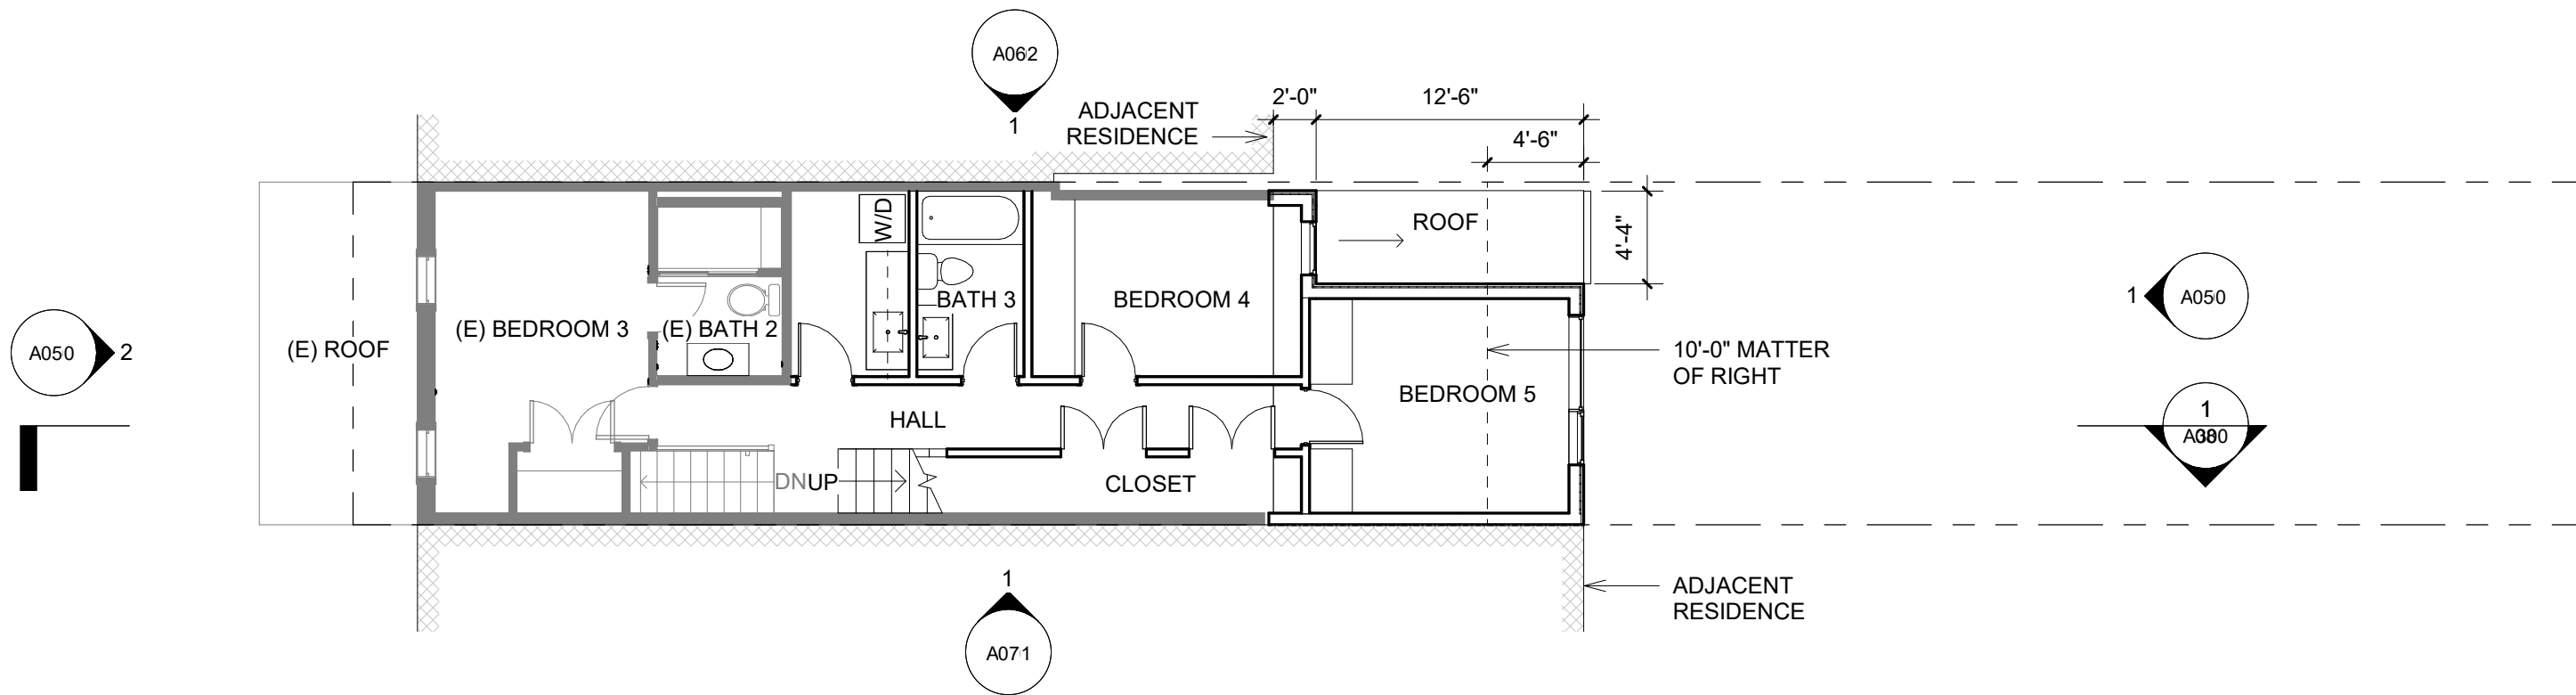 A062
1
ADJACENT
RESIDENCE
2'-0"
12'-6"
4'-6"
ROOF
4'-4"
W/D
BATH 3
BEDROOM 4
(E) BEDROOM 3
(E) BATH 2
(E) ROOF
A050
2
1
A050
10'-0" MATTER
OF RIGHT
BEDROOM 5
HALL
1
DN
UP
CLOSET
1
A071
ADJACENT
RESIDENCE